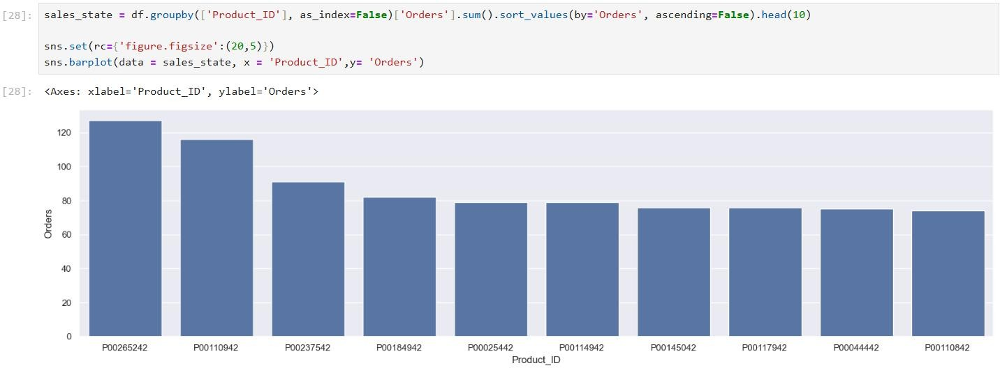 [28]: sales_state = df.groupby(['Product_ID'], as_index=False)['Orders'].sum().sort_values(by='Orders', ascending=False).head(10)
sns.set(rc={'figure.figsize':(20,5)})
sns.barplot(data = sales_state, x = 'Product_ID',y= 'Orders')
[28]: <Axes: xlabel='Product_ID', ylabel='Orders'>
120
100
80
60
40
20
0
Orders
P00265242 P00110942 P00237542 P00184942 P00025442 P00114942 P00145042 P00117942 P00044442 P00110842
Product_ID